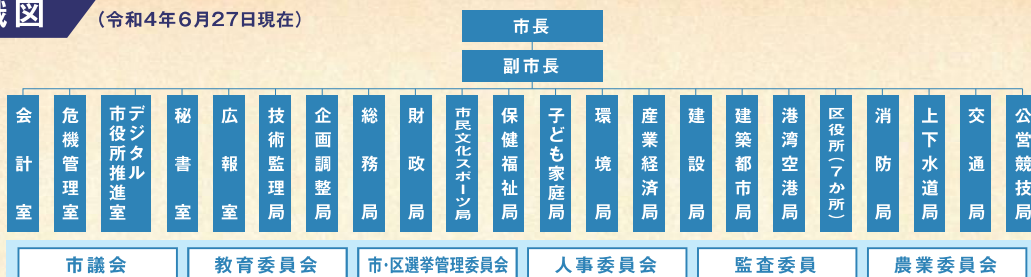 図
（令和4年6月27日現在）
市長
副市長
会計室
危機管理室
デジタル
市役所推進室
秘書室
広報室
技術監理局
企画調整局
総務局
財政局
市民文化スポーツ局
保健福祉局
子ども家庭局
環境局
産業経済局
建設局
建築都市局
港湾空港局
区役所（7か所）
消防局
上下水道局
交通局
公営競技局
市議会
教育委員会
市・区選挙管理委員会
人事委員会
監査委員
農業委員会